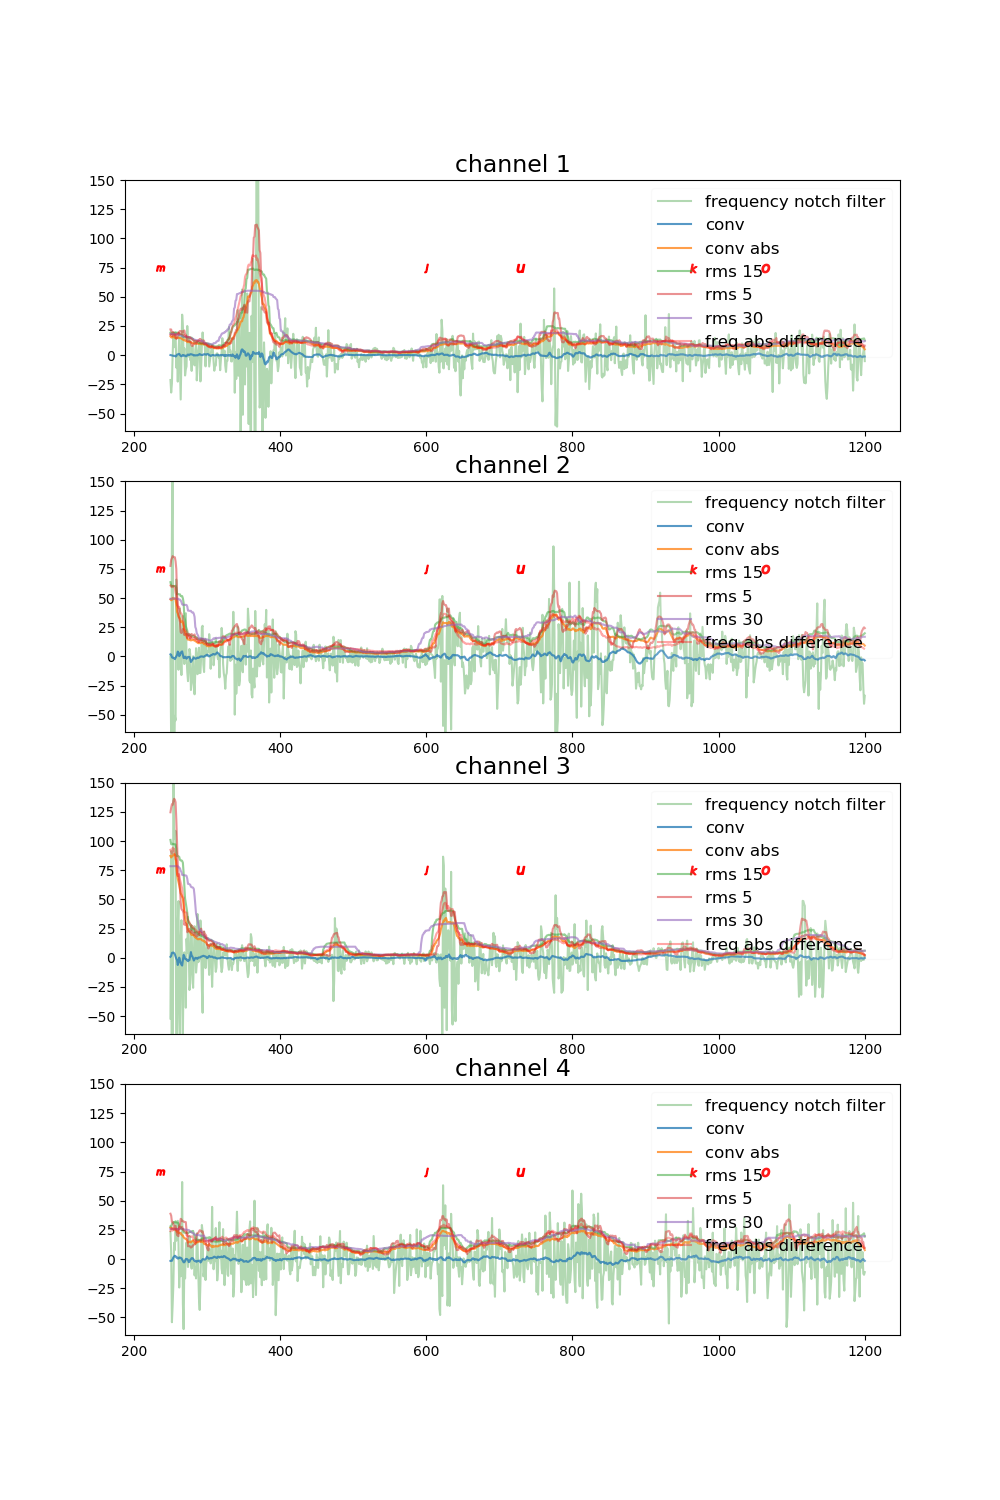 channel 1
150
125
100
75
50
25
0
−25
−50
m
J
u
k
o
frequency notch filter
conv
conv abs
rms 15
rms 5
rms 30
freq abs difference
200
400
600
800
1000
1200
channel 2
150
125
100
75
50
25
0
−25
−50
m
J
u
k
o
frequency notch filter
conv
conv abs
rms 15
rms 5
rms 30
freq abs difference
200
400
600
800
1000
1200
channel 3
150
125
100
75
50
25
0
−25
−50
m
J
u
k
o
frequency notch filter
conv
conv abs
rms 15
rms 5
rms 30
freq abs difference
200
400
600
800
1000
1200
channel 4
150
125
100
75
50
25
0
−25
−50
m
J
u
k
o
frequency notch filter
conv
conv abs
rms 15
rms 5
rms 30
freq abs difference
200
400
600
800
1000
1200